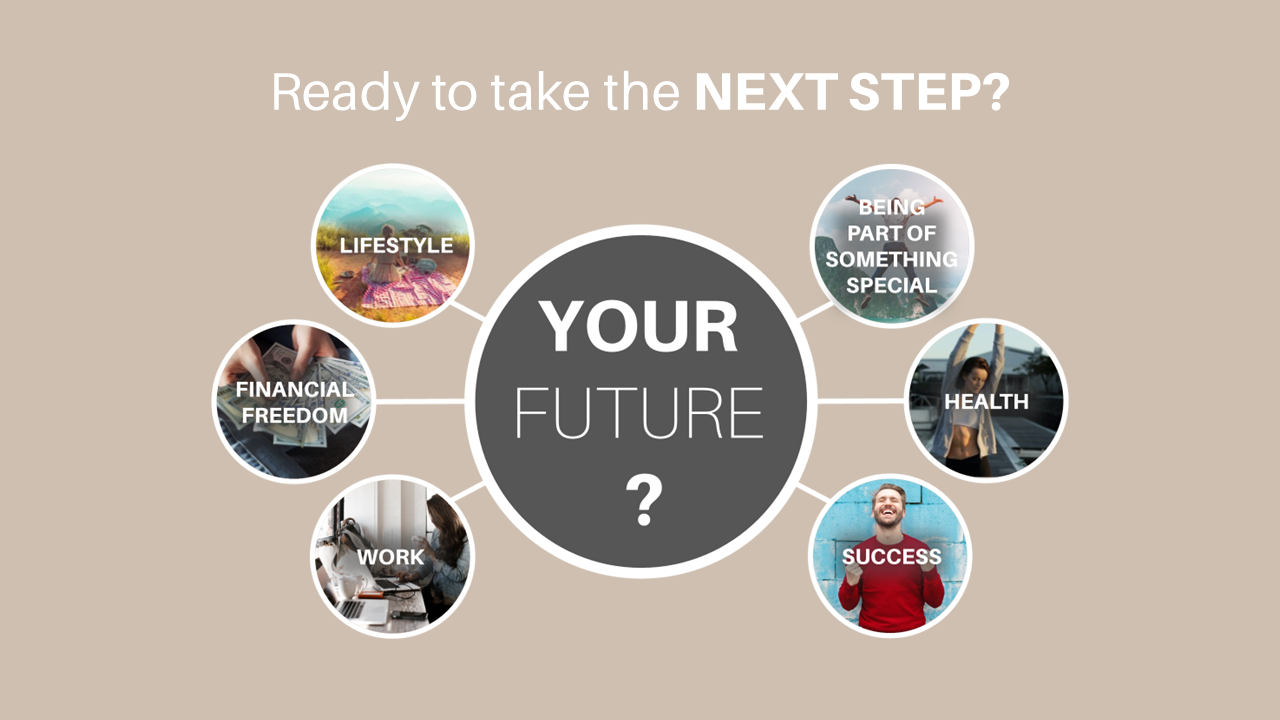 Ready to take the NEXT STEP?
LIFESTYLE
FINANCIAL
FREEDOM
WORK
YOUR
FUTURE
?
BEING
PART OF
SOMETHING
SPECIAL
HEALTH
SUCCESS